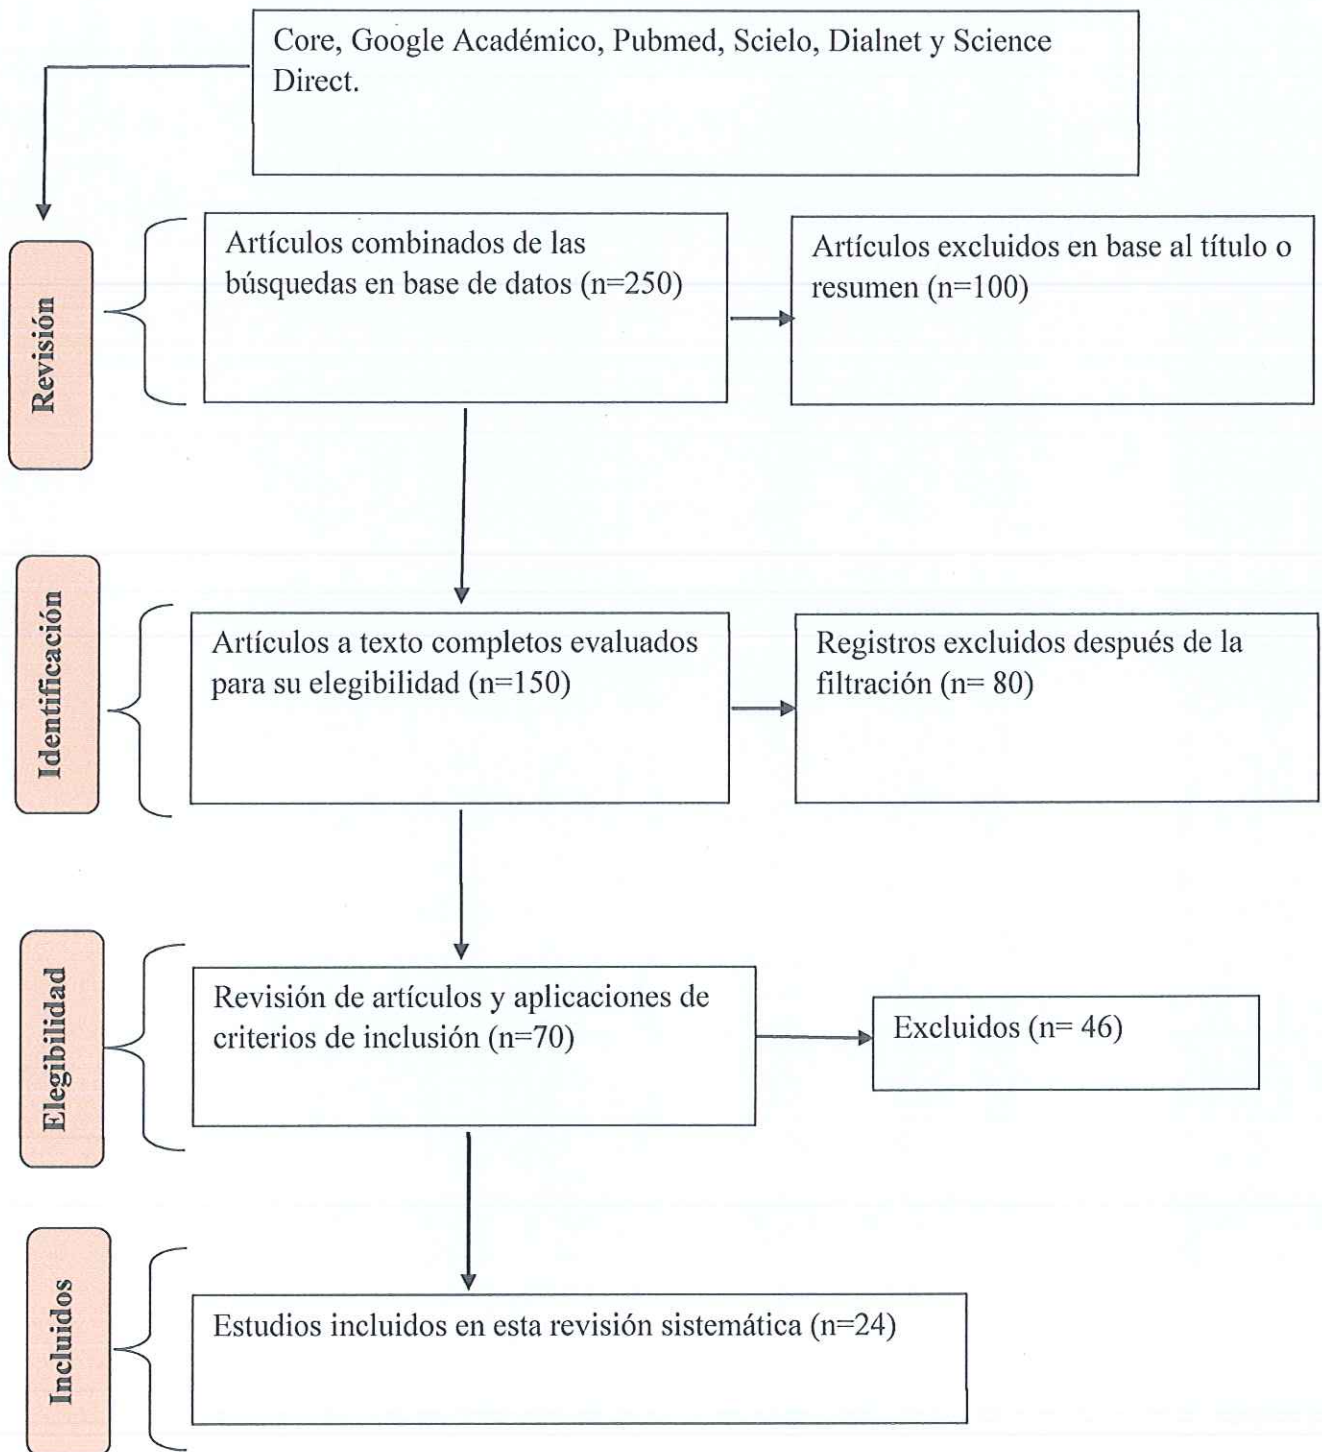 Core, Google Académico, Pubmed, Scielo, Dialnet y Science
Direct.
Revisión
Artículos combinados de las
búsquedas en base de datos (n=250)
Artículos excluidos en base al título o
resumen (n=100)
Identificación
Artículos a texto completos evaluados
para su elegibilidad (n=150)
Registros excluidos después de la
filtración (n= 80)
Elegibilidad
Revisión de artículos y aplicaciones de
criterios de inclusión (n=70)
Excluidos (n= 46)
Incluidos
Estudios incluidos en esta revisión sistemática (n=24)